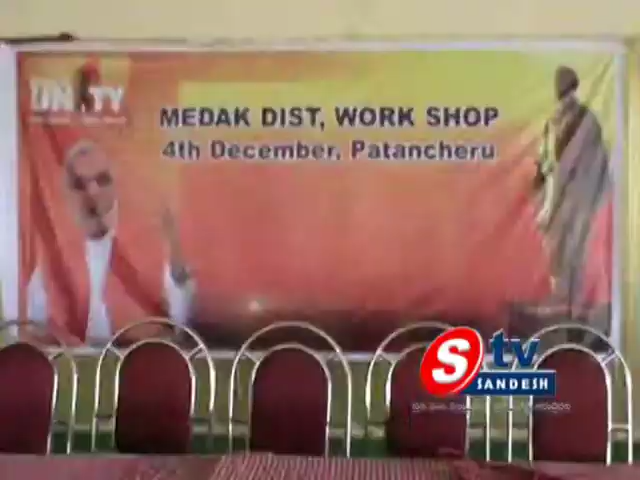 UNITY
MEDAK DIST, WORK SHOP
4th December, Patancheru
S tv
SANDESH